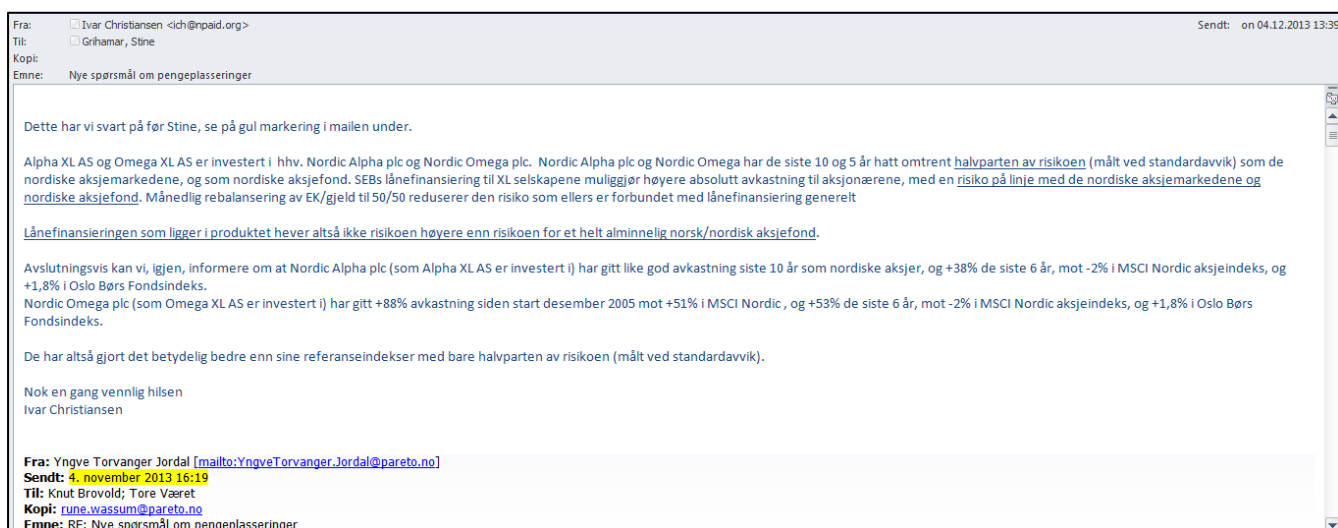 Fra: Ivar Christiansen <ich@npaid.org> Sendt: on 04.12.2013 13:39
Til: Grihamar, Stine
Kopi:
Emne: Nye spørsmål om pengeplasseringer
Dette har vi svart på før Stine, se på gul markering i mailen under.
Alpha XL AS og Omega XL AS er investert i hhv. Nordic Alpha plc og Nordic Omega plc. Nordic Alpha plc og Nordic Omega har de siste 10 og 5 år hatt omtrent halvparten av risikoen (målt ved standardavvik) som de
nordiske aksjemarkedene, og som nordiske aksjefond. SEBs lånefinansiering til XL selskapene muliggjør høyere absolutt avkastning til aksjonærene, med en risiko på linje med de nordiske aksjemarkedene og
nordiske aksjefond. Månedlig rebalansering av EK/gjeld til 50/50 reduserer den risiko som ellers er forbundet med lånefinansiering generelt
Lånefinansieringen som ligger i produktet hever altså ikke risikoen høyere enn risikoen for et helt alminnelig norsk/nordisk aksjefond.
Avslutningsvis kan vi, igjen, informere om at Nordic Alpha plc (som Alpha XL AS er investert i) har gitt like god avkastning siste 10 år som nordiske aksjer, og +38% de siste 6 år, mot -2% i MSCI Nordic aksjeindeks, og
+1,8% i Oslo Børs Fondsindeks.
Nordic Omega plc (som Omega XL AS er investert i) har gitt +88% avkastning siden start desember 2005 mot +51% i MSCI Nordic , og +53% de siste 6 år, mot -2% i MSCI Nordic aksjeindeks, og +1,8% i Oslo Børs
Fondsindeks.
De har altså gjort det betydelig bedre enn sine referanseindekser med bare halvparten av risikoen (målt ved standardavvik).
Nok en gang vennlig hilsen
Ivar Christiansen
Fra: Yngve Torvanger Jordal [mailto:YngveTorvanger.Jordal@pareto.no]
Sendt: 4. november 2013 16:19
Til: Knut Brovold; Tore Været
Kopi: rune.wassum@pareto.no
Emne: RE: Nye spørsmål om pengeplasseringer